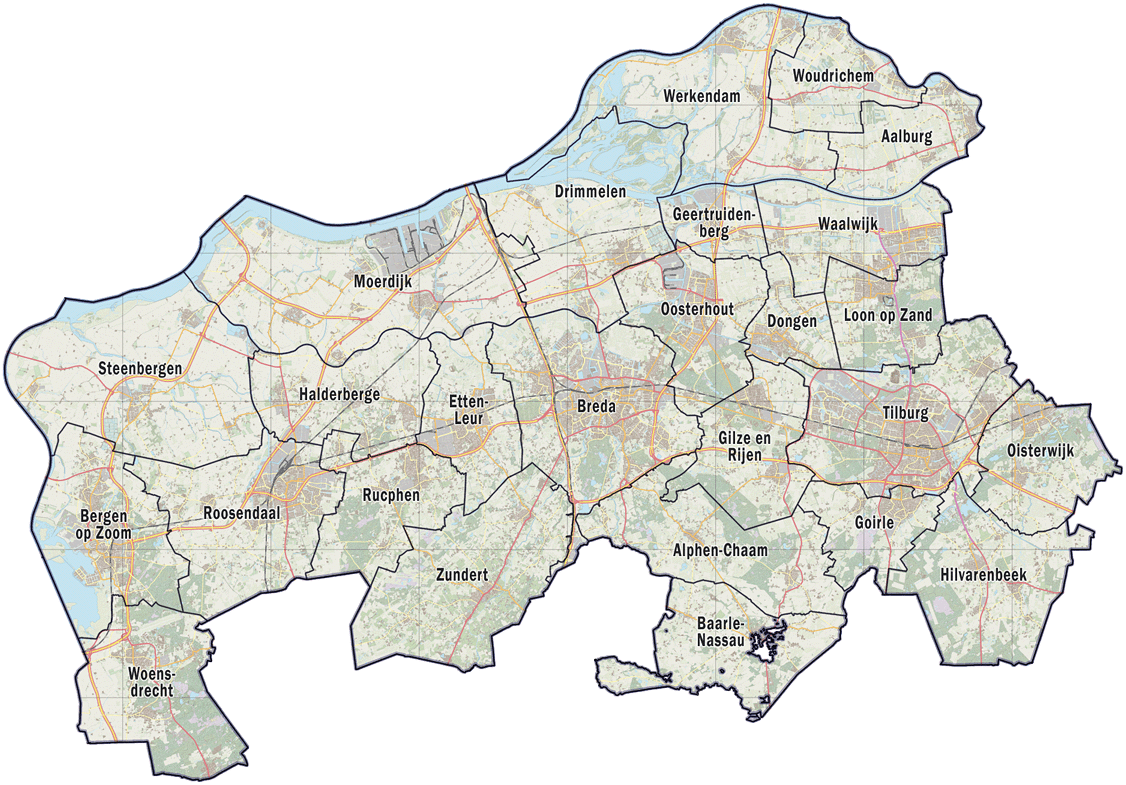 Woudrichem
Werkendam
Aalburg
Drimmelen
Geertruiden-
berg
Waalwijk
Moerdijk
Oosterhout
Dongen
Loon op Zand
Steenbergen
Halderberge
Etten-
Leur
Breda
Tilburg
Gilze en
Rijen
Oisterwijk
Rucphen
Bergen
op Zoom
Roosendaal
Goirle
Alphen-Chaam
Zundert
Hilvarenbeek
Baarle-
Nassau
Woens-
drecht